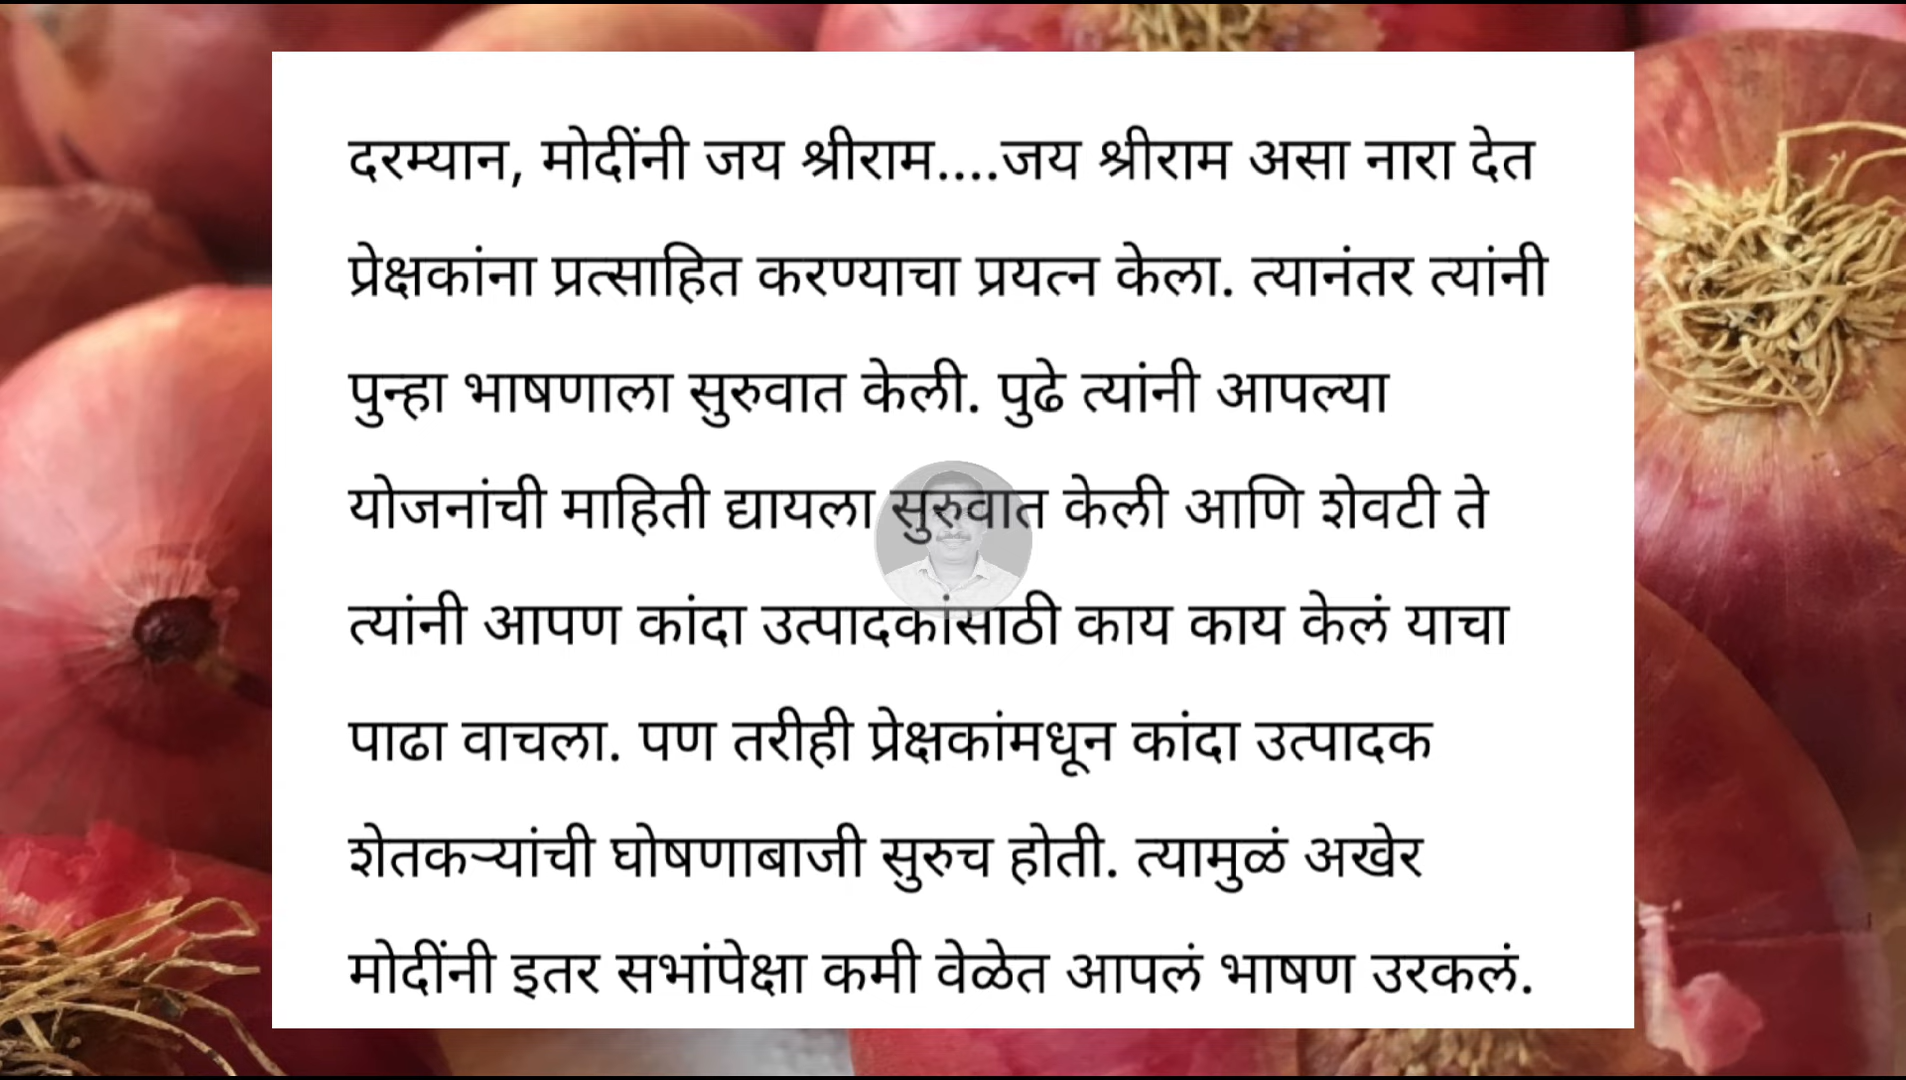 दरम्यान, मोदींनी जय श्रीराम....जय श्रीराम असा नारा देत
प्रेक्षकांना प्रत्साहित करण्याचा प्रयत्न केला. त्यानंतर त्यांनी
पुन्हा भाषणाला सुरुवात केली. पुढे त्यांनी आपल्या
योजनांची माहिती द्यायला सुरुवात केली आणि शेवटी ते
त्यांनी आपण कांदा उत्पादकांसाठी काय काय केलं याचा
पाढा वाचला. पण तरीही प्रेक्षकांमधून कांदा उत्पादक
शेतकऱ्यांची घोषणाबाजी सुरुच होती. त्यामुळं अखेर
मोदींनी इतर सभांपेक्षा कमी वेळेत आपलं भाषण उरकलं.